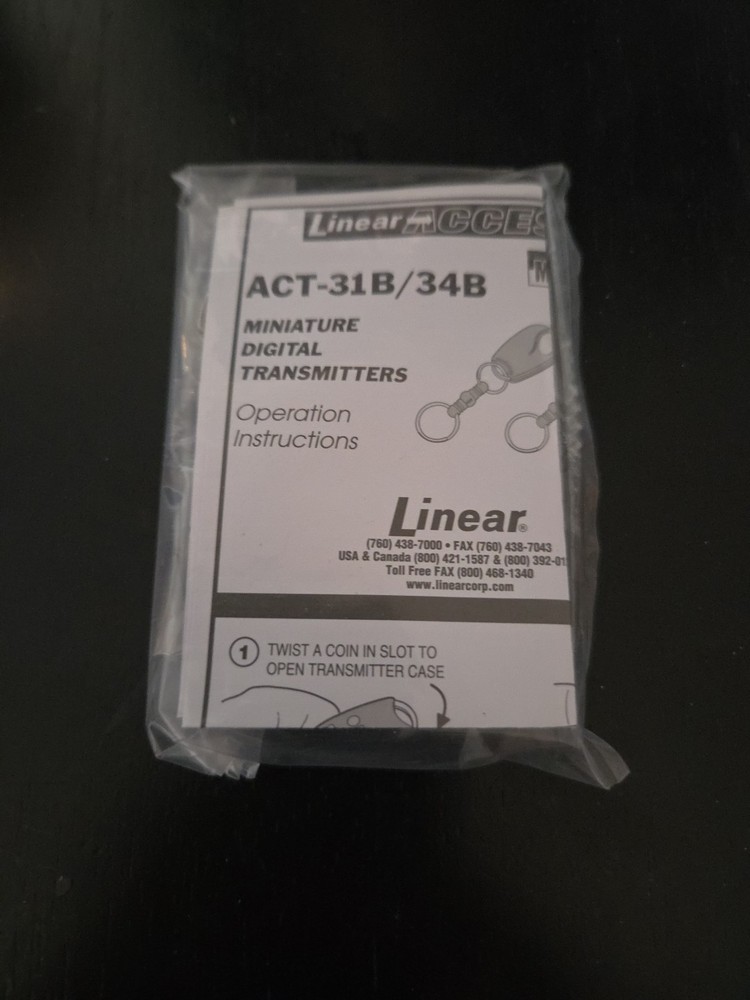 Linear ACCES
M
ACT-31B/34B
MINIATURE
DIGITAL
TRANSMITTERS
Operation
Instructions
Linear®
(760) 438-7000 • FAX (760) 438-7043
USA & Canada (800) 421-1587 & (800) 392-01
Toll Free FAX (800) 468-1340
www.linearcorp.com
1 TWIST A COIN IN SLOT TO
OPEN TRANSMITTER CASE